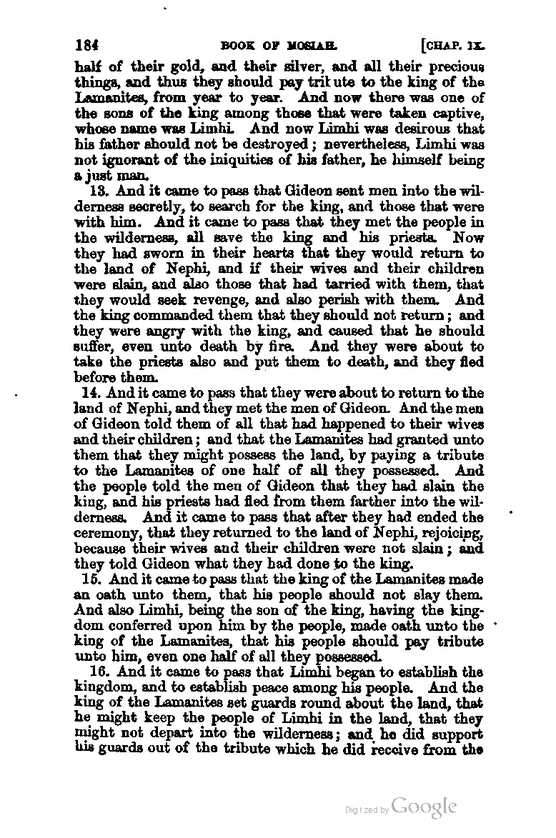 184 BOOK OF MOSIAH. [CHAP. IX.
half of their gold, and their silver, and all their precious
things, and thus they should pay tribute to the king of the
Lamanites, from year to year. And now there was one of
the sons of the king among those that were taken captive,
whose name was Limhi. And now Limhi was desirous that
his father should not be destroyed; nevertheless, Limhi was
not ignorant of the iniquities of his father, he himself being
a just man.
13. And it came to pass that Gideon sent men into the wil-
derness secretly, to search for the king, and those that were
with him. And it came to pass that they met the people in
the wilderness, all save the king and his priests. Now
they had sworn in their hearts that they would return to
the land of Nephi, and if their wives and their children
were slain, and also those that had tarried with them, that
they would seek revenge, and also perish with them. And
the king commanded them that they should not return; and
they were angry with the king, and caused that he should
suffer, even unto death by fire. And they were about to
take the priests also and put them to death, and they fled
before them.
14. And it came to pass that they were about to return to the
land of Nephi, and they met the men of Gideon. And the men
of Gideon told them of all that had happened to their wives
and their children; and that the Lamanites had granted unto
them that they might possess the land, by paying a tribute
to the Lamanites of one half of all they possessed. And
the people told the men of Gideon that they had slain the
king, and his priests had fled from them farther into the wil-
derness. And it came to pass that after they had ended the
ceremony, that they returned to the land of Nephi, rejoicing,
because their wives and their children were not slain; and
they told Gideon what they had done to the king.
15. And it came to pass that the king of the Lamanites made
an oath unto them, that his people should not slay them.
And also Limhi, being the son of the king, having the king-
dom conferred upon him by the people, made oath unto the
king of the Lamanites, that his people should pay tribute
unto him, even one half of all they possessed.
16. And it came to pass that Limhi began to establish the
kingdom, and to establish peace among his people. And the
king of the Lamanites set guards round about the land, that
he might keep the people of Limhi in the land, that they
might not depart into the wilderness; and he did support
his guards out of the tribute which he did receive from the
Digitized by Google